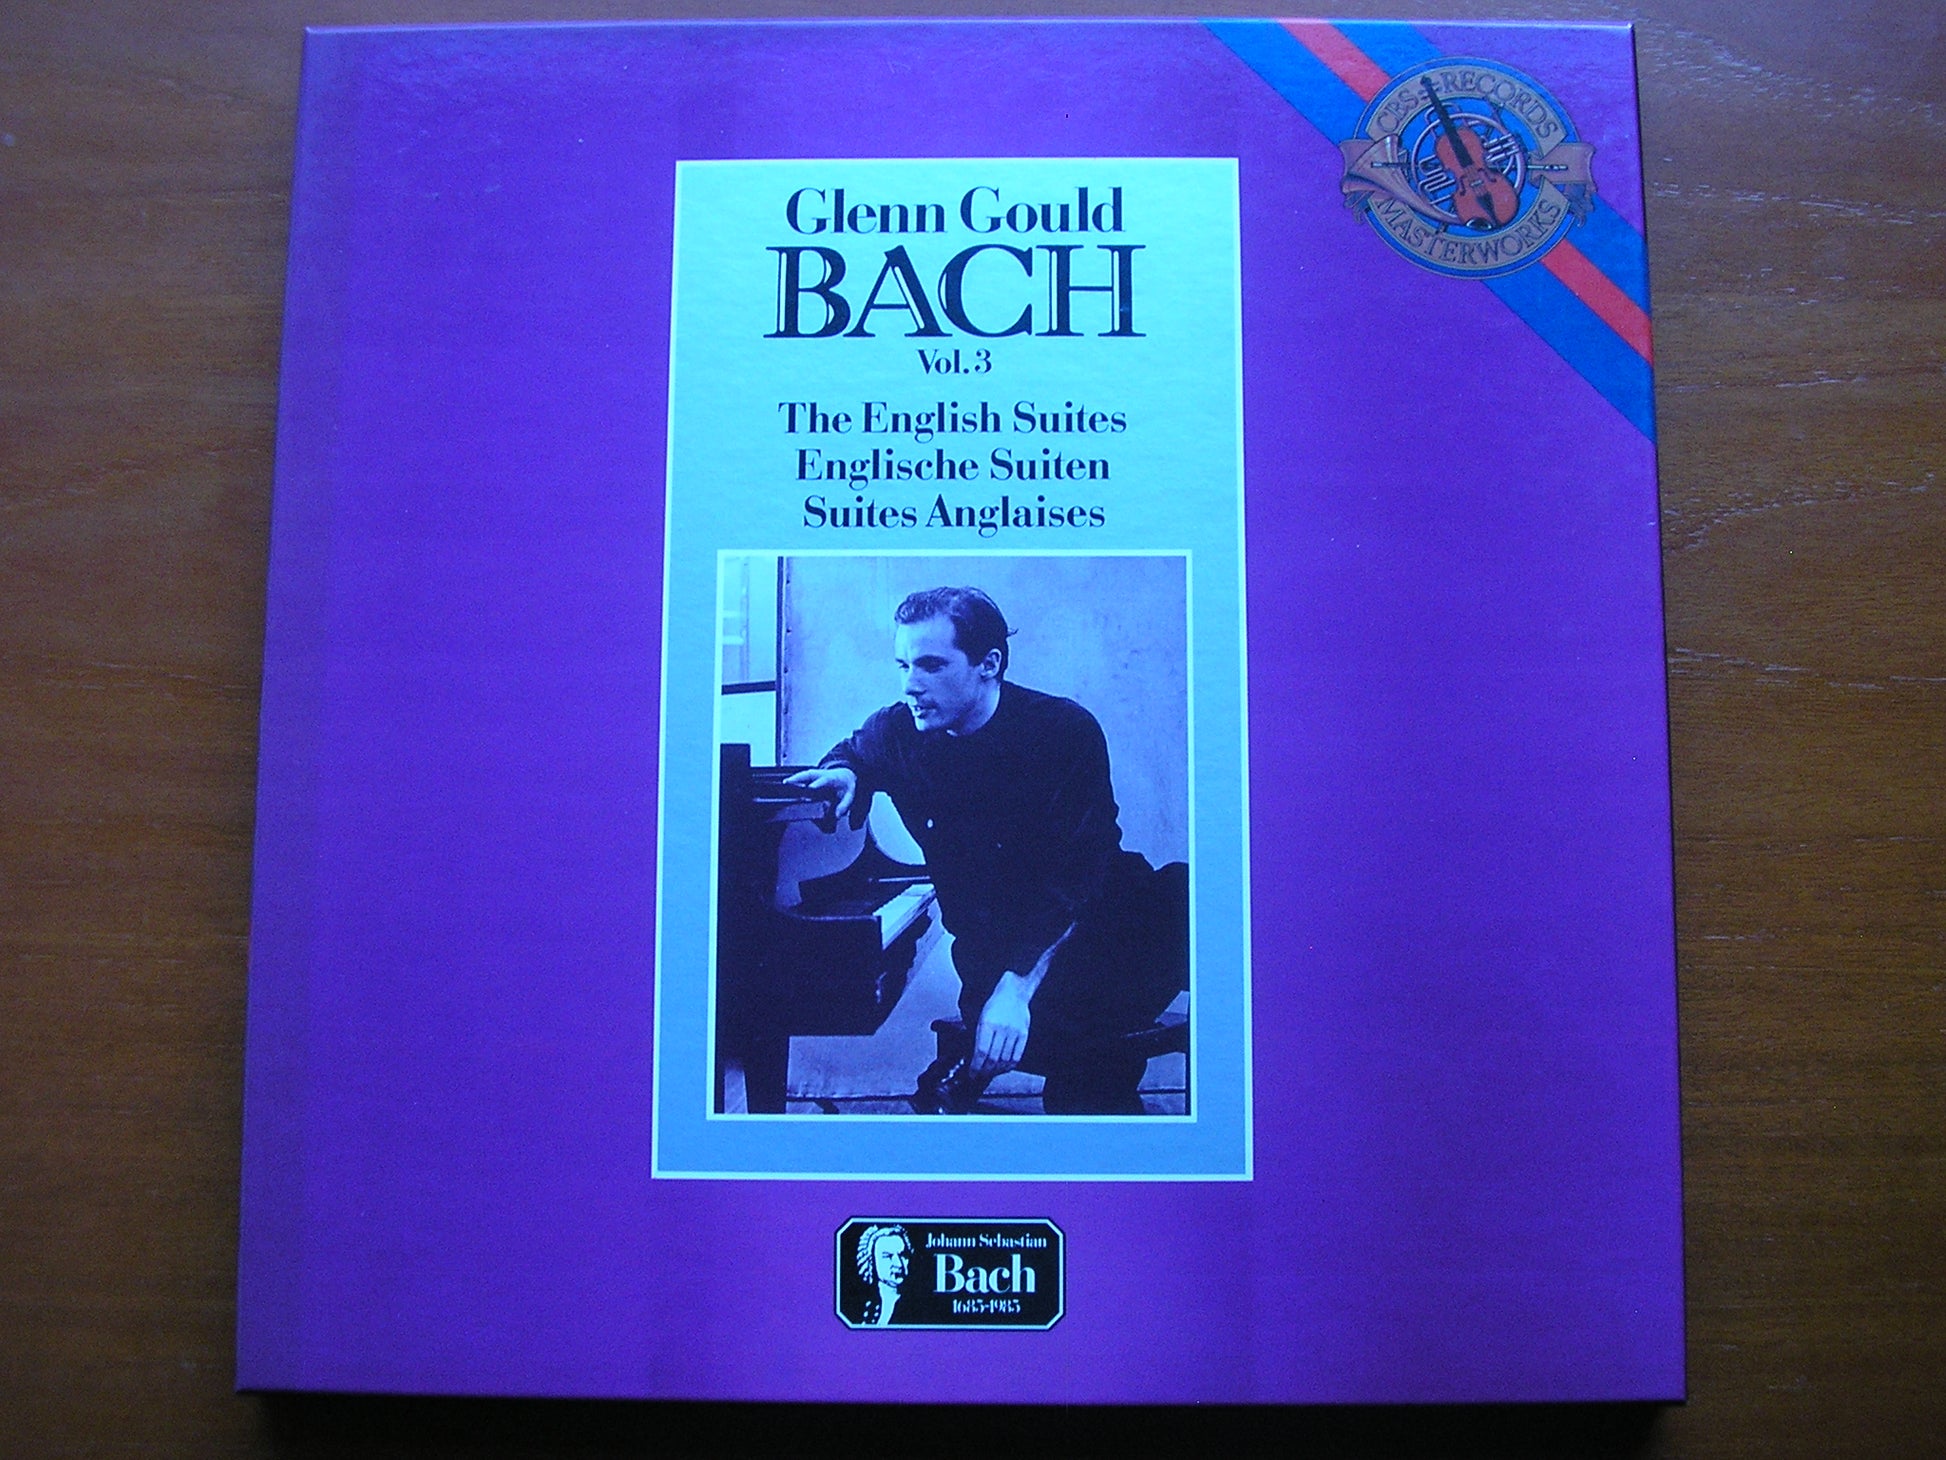 CBS RECORDS
MASTERWORKS
Glenn Gould
BACH
Vol. 3
The English Suites
Englische Suiten
Suites Anglaises
Johann Sebastian
Bach
1685-1985